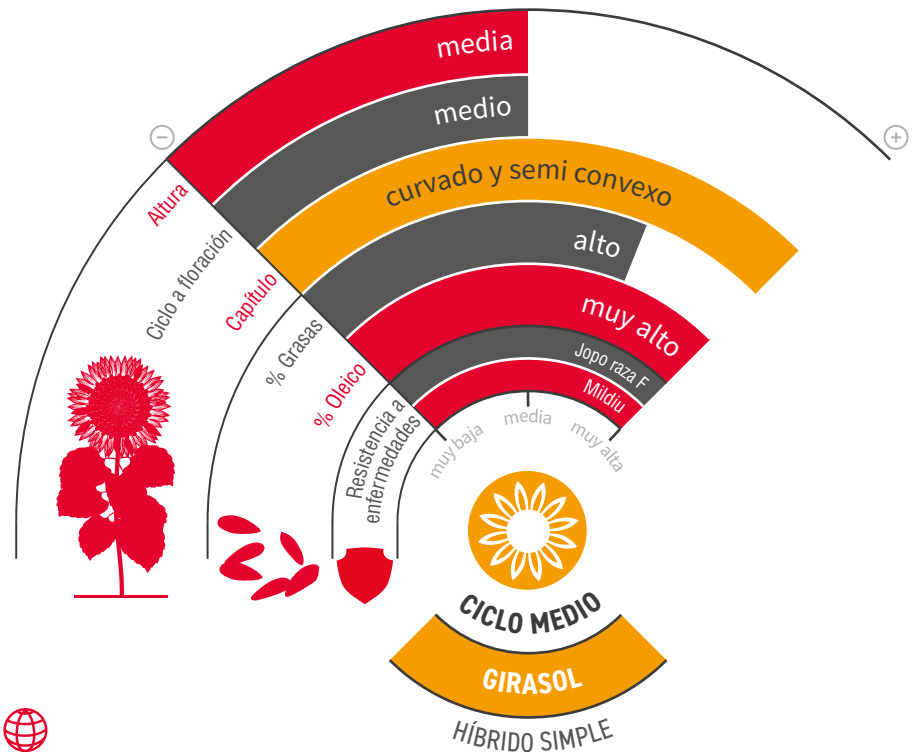 media
medio
curvado y semi convexo
alto
muy alto
Jopo raza F
Mildiu
Altura
Ciclo a floración
Capítulo
% Grasas
% Oleico
Resistencia a
enfermedades
muy baja
media
muy alta
CICLO MEDIO
GIRASOL
HÍBRIDO SIMPLE